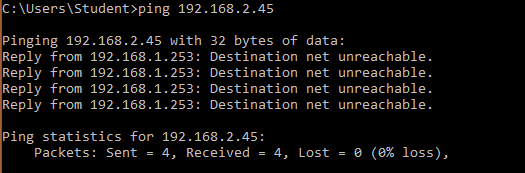 C:\Users\Student>ping 192.168.2.45
Pinging 192.168.2.45 with 32 bytes of data:
Reply from 192.168.1.253: Destination net unreachable.
Reply from 192.168.1.253: Destination net unreachable.
Reply from 192.168.1.253: Destination net unreachable.
Reply from 192.168.1.253: Destination net unreachable.
Ping statistics for 192.168.2.45:
    Packets: Sent = 4, Received = 4, Lost = 0 (0% loss),